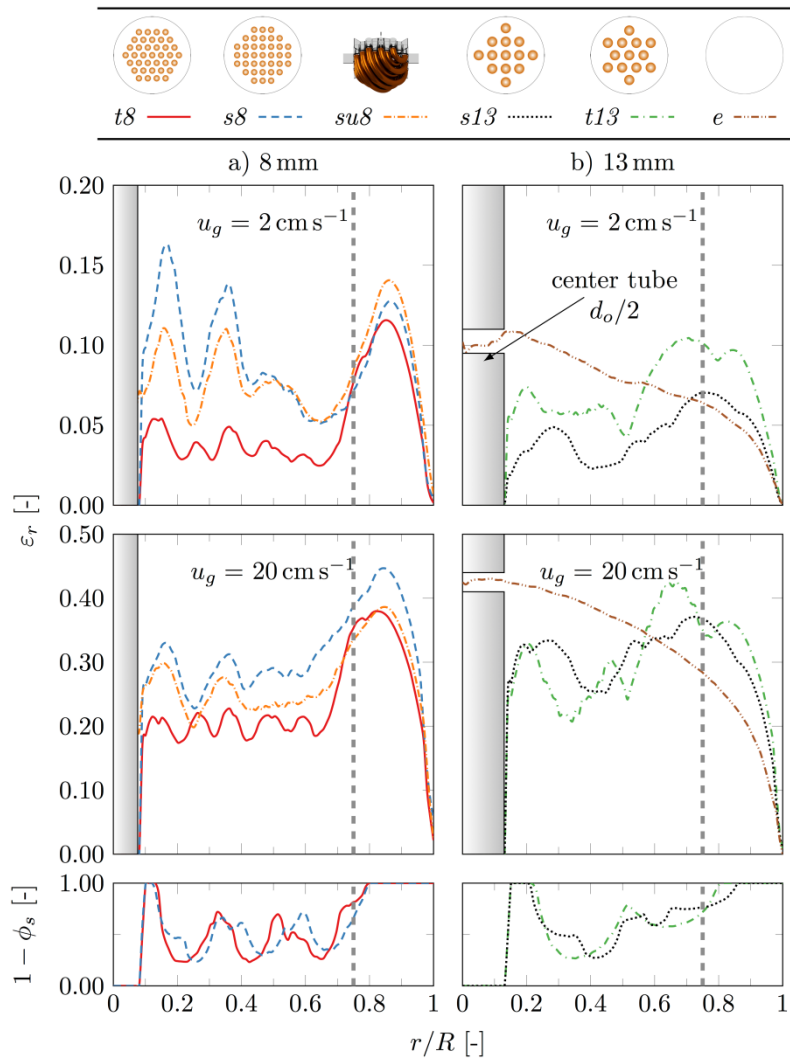 t8 s8 su8 s13 t13 e
a) 8 mm b) 13 mm
0.20
u_g = 2 cm s⁻¹ u_g = 2 cm s⁻¹
0.15
center tube
d_o/2
0.10
0.05
0.00
ε_r [-]
0.50
u_g = 20 cm s⁻¹ u_g = 20 cm s⁻¹
0.40
0.30
0.20
0.10
0.00
1.00
1 − ϕ_s [-]
0.00
0 0.2 0.4 0.6 0.8 1 0 0.2 0.4 0.6 0.8 1
r/R [-]